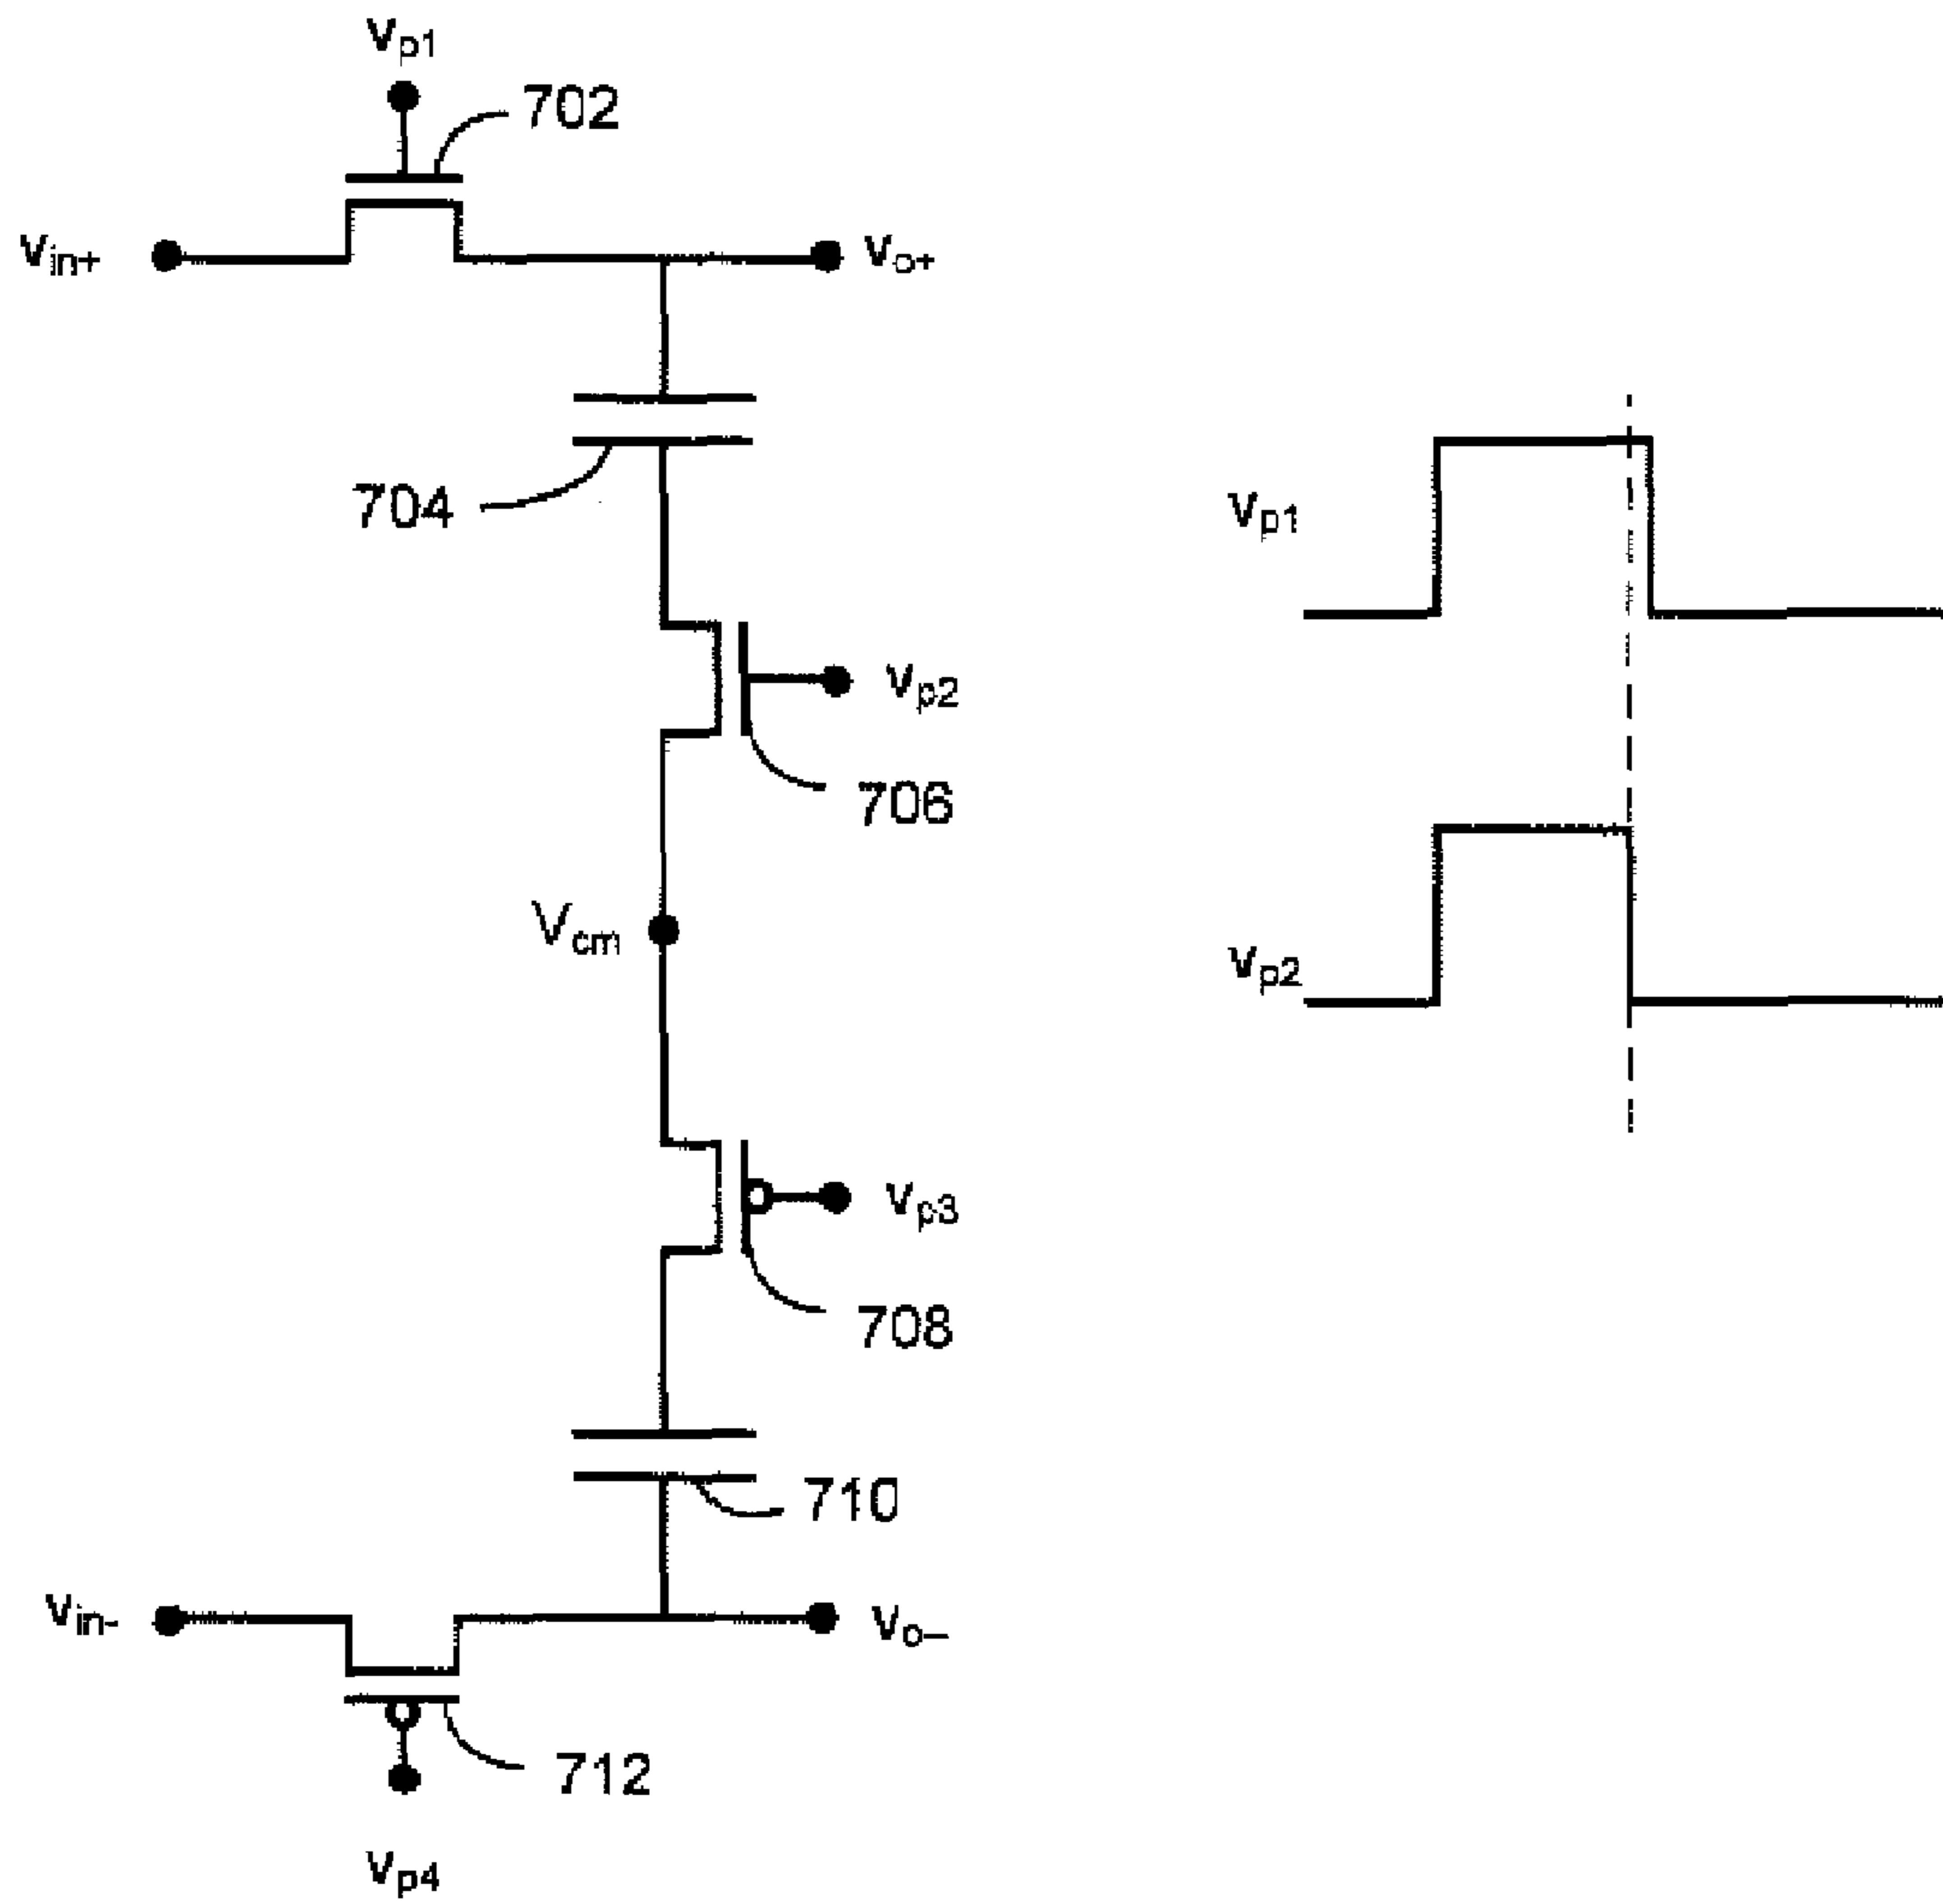 Vp1
702
Vin+
Vo+
704
Vp1
Vp2
706
Vcm
Vp2
Vp3
708
710
Vin-
Vo–
712
Vp4